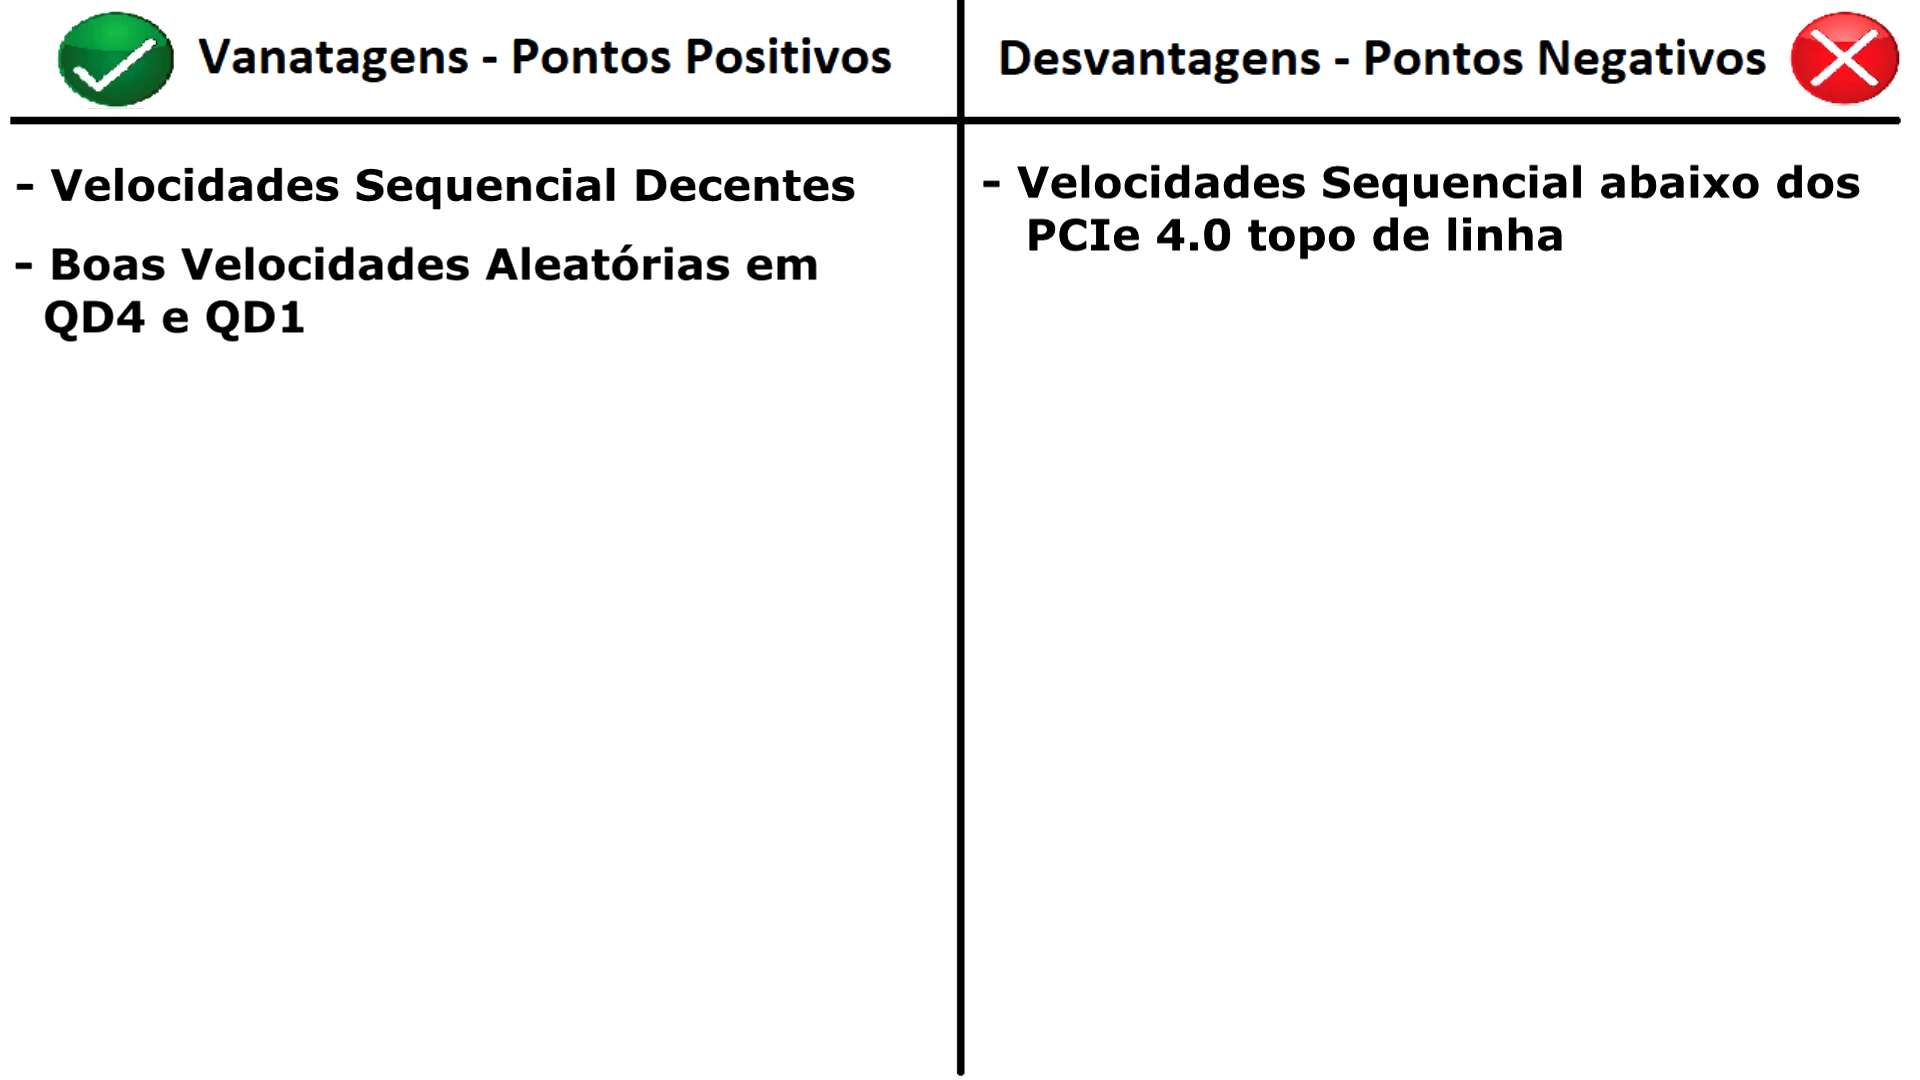 Vanatagens - Pontos Positivos
- Velocidades Sequencial Decentes
- Boas Velocidades Aleatórias em
QD4 e QD1
Desvantagens - Pontos Negativos
- Velocidades Sequencial abaixo dos
PCIe 4.0 topo de linha